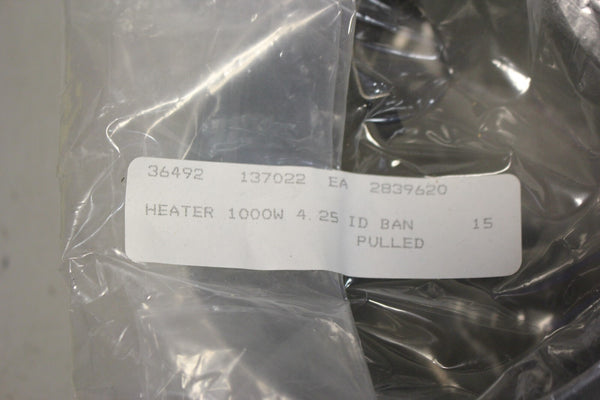 36492 137022 EA 2839620
HEATER 1000W 4.25 ID BAN 15
PULLED